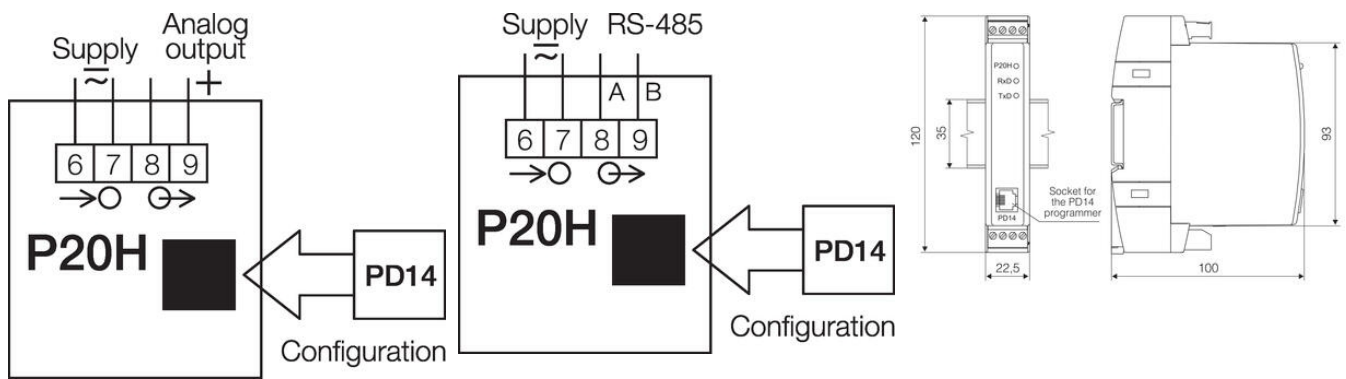 Supply
Analog
output
+
6 7 8 9
P20H
PD14
Configuration
Supply RS-485
A B
6 7 8 9
P20H
PD14
Configuration
P20H
RxD
TxD
120
35
Socket for
the PD14
programmer
PD14
22,5
93
100